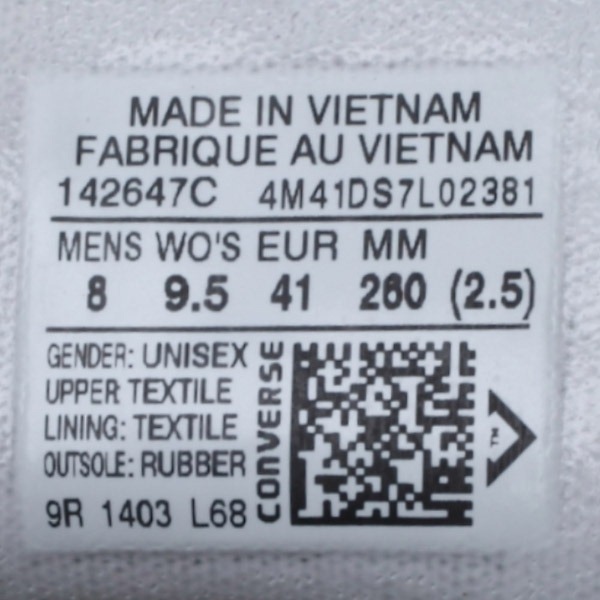 MADE IN VIETNAM
FABRIQUE AU VIETNAM
142647C 4M41DS7L02381
MENS WO'S EUR MM
8 9.5 41 260 (2.5)
GENDER: UNISEX
UPPER TEXTILE
LINING: TEXTILE
OUTSOLE: RUBBER
9R 1403 L68
CONVERSE